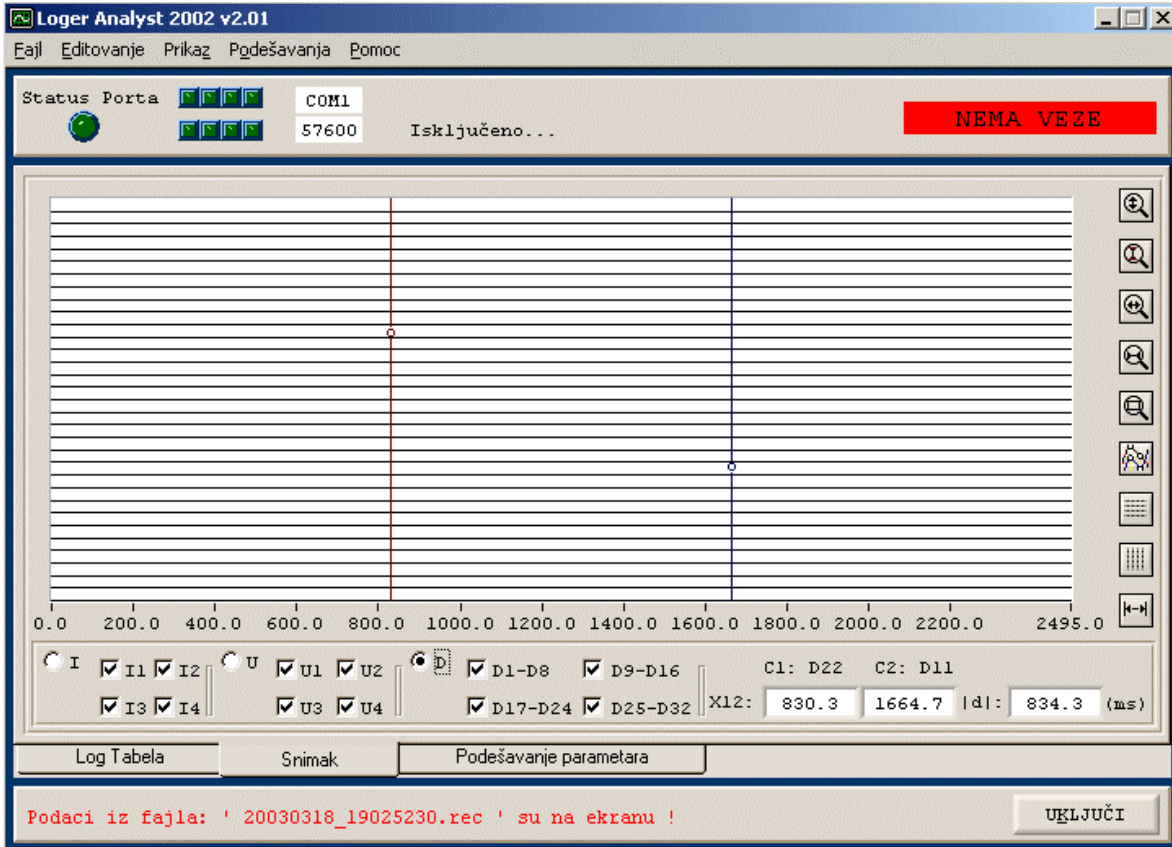 Loger Analyst 2002 v2.01
Fajl Editovanje Prikaz Podešavanja Pomoc
Status Porta COM1
57600 Isključeno... NEMA VEZE
0.0 200.0 400.0 600.0 800.0 1000.0 1200.0 1400.0 1600.0 1800.0 2000.0 2200.0 2495.0
I I1 I2 U U1 U2 D D1-D8 D9-D16 C1: D22 C2: D11
I3 I4 U3 U4 D17-D24 D25-D32 X12: 830.3 1664.7 |d|: 834.3 (ms)
Log Tabela Snimak Podešavanje parametara
Podaci iz fajla: ' 20030318_19025230.rec ' su na ekranu ! UKLJUČI